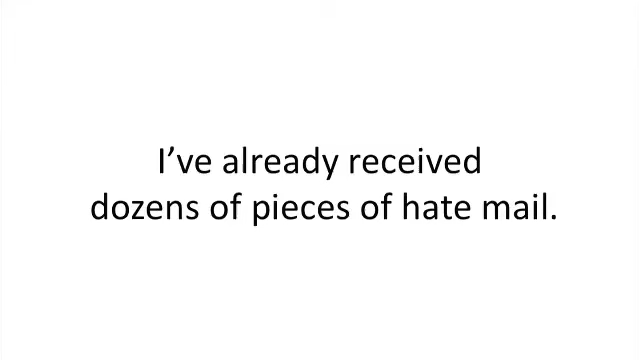 I’ve already received
dozens of pieces of hate mail.